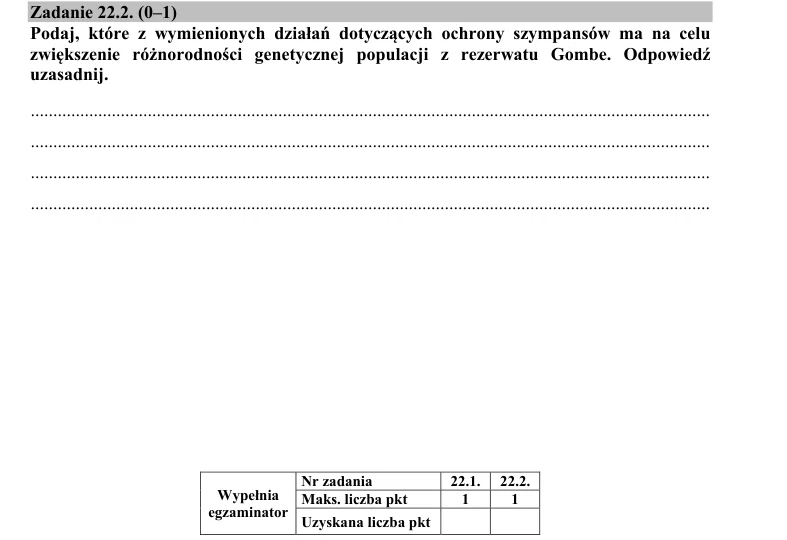 Zadanie 22.2. (0–1)
Podaj, które z wymienionych działań dotyczących ochrony szympansów ma na celu
zwiększenie różnorodności genetycznej populacji z rezerwatu Gombe. Odpowiedź
uzasadnij.
Wypełnia egzaminator
Nr zadania 22.1. 22.2.
Maks. liczba pkt 1 1
Uzyskana liczba pkt